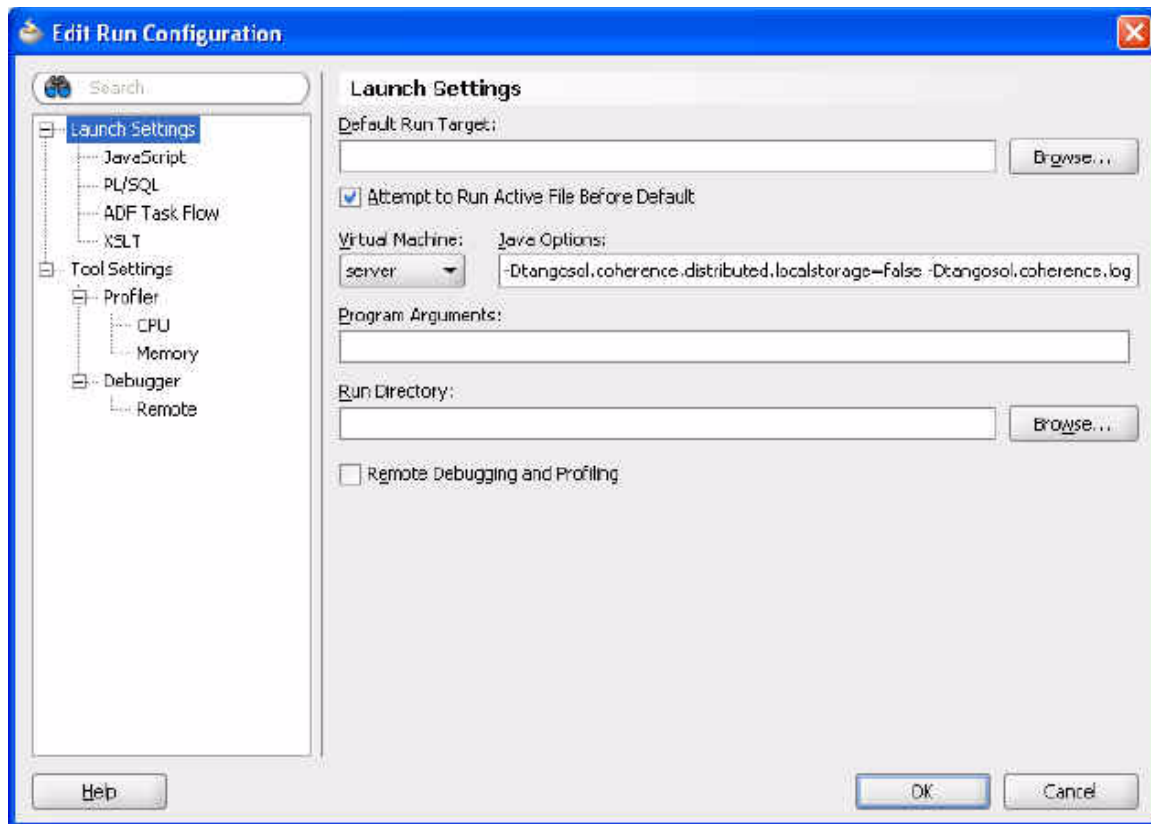 Edit Run Configuration
Search
Launch Settings
JavaScript
PL/SQL
ADF Task Flow
XSLT
Tool Settings
Profiler
CPU
Memory
Debugger
Remote
Launch Settings
Default Run Target:
Browse...
Attempt to Run Active File Before Default
Virtual Machine: Java Options:
server -Dtangosol.coherence.distributed.localstorage=false -Dtangosol.coherence.log
Program Arguments:
Run Directory:
Browse...
Remote Debugging and Profiling
Help OK Cancel